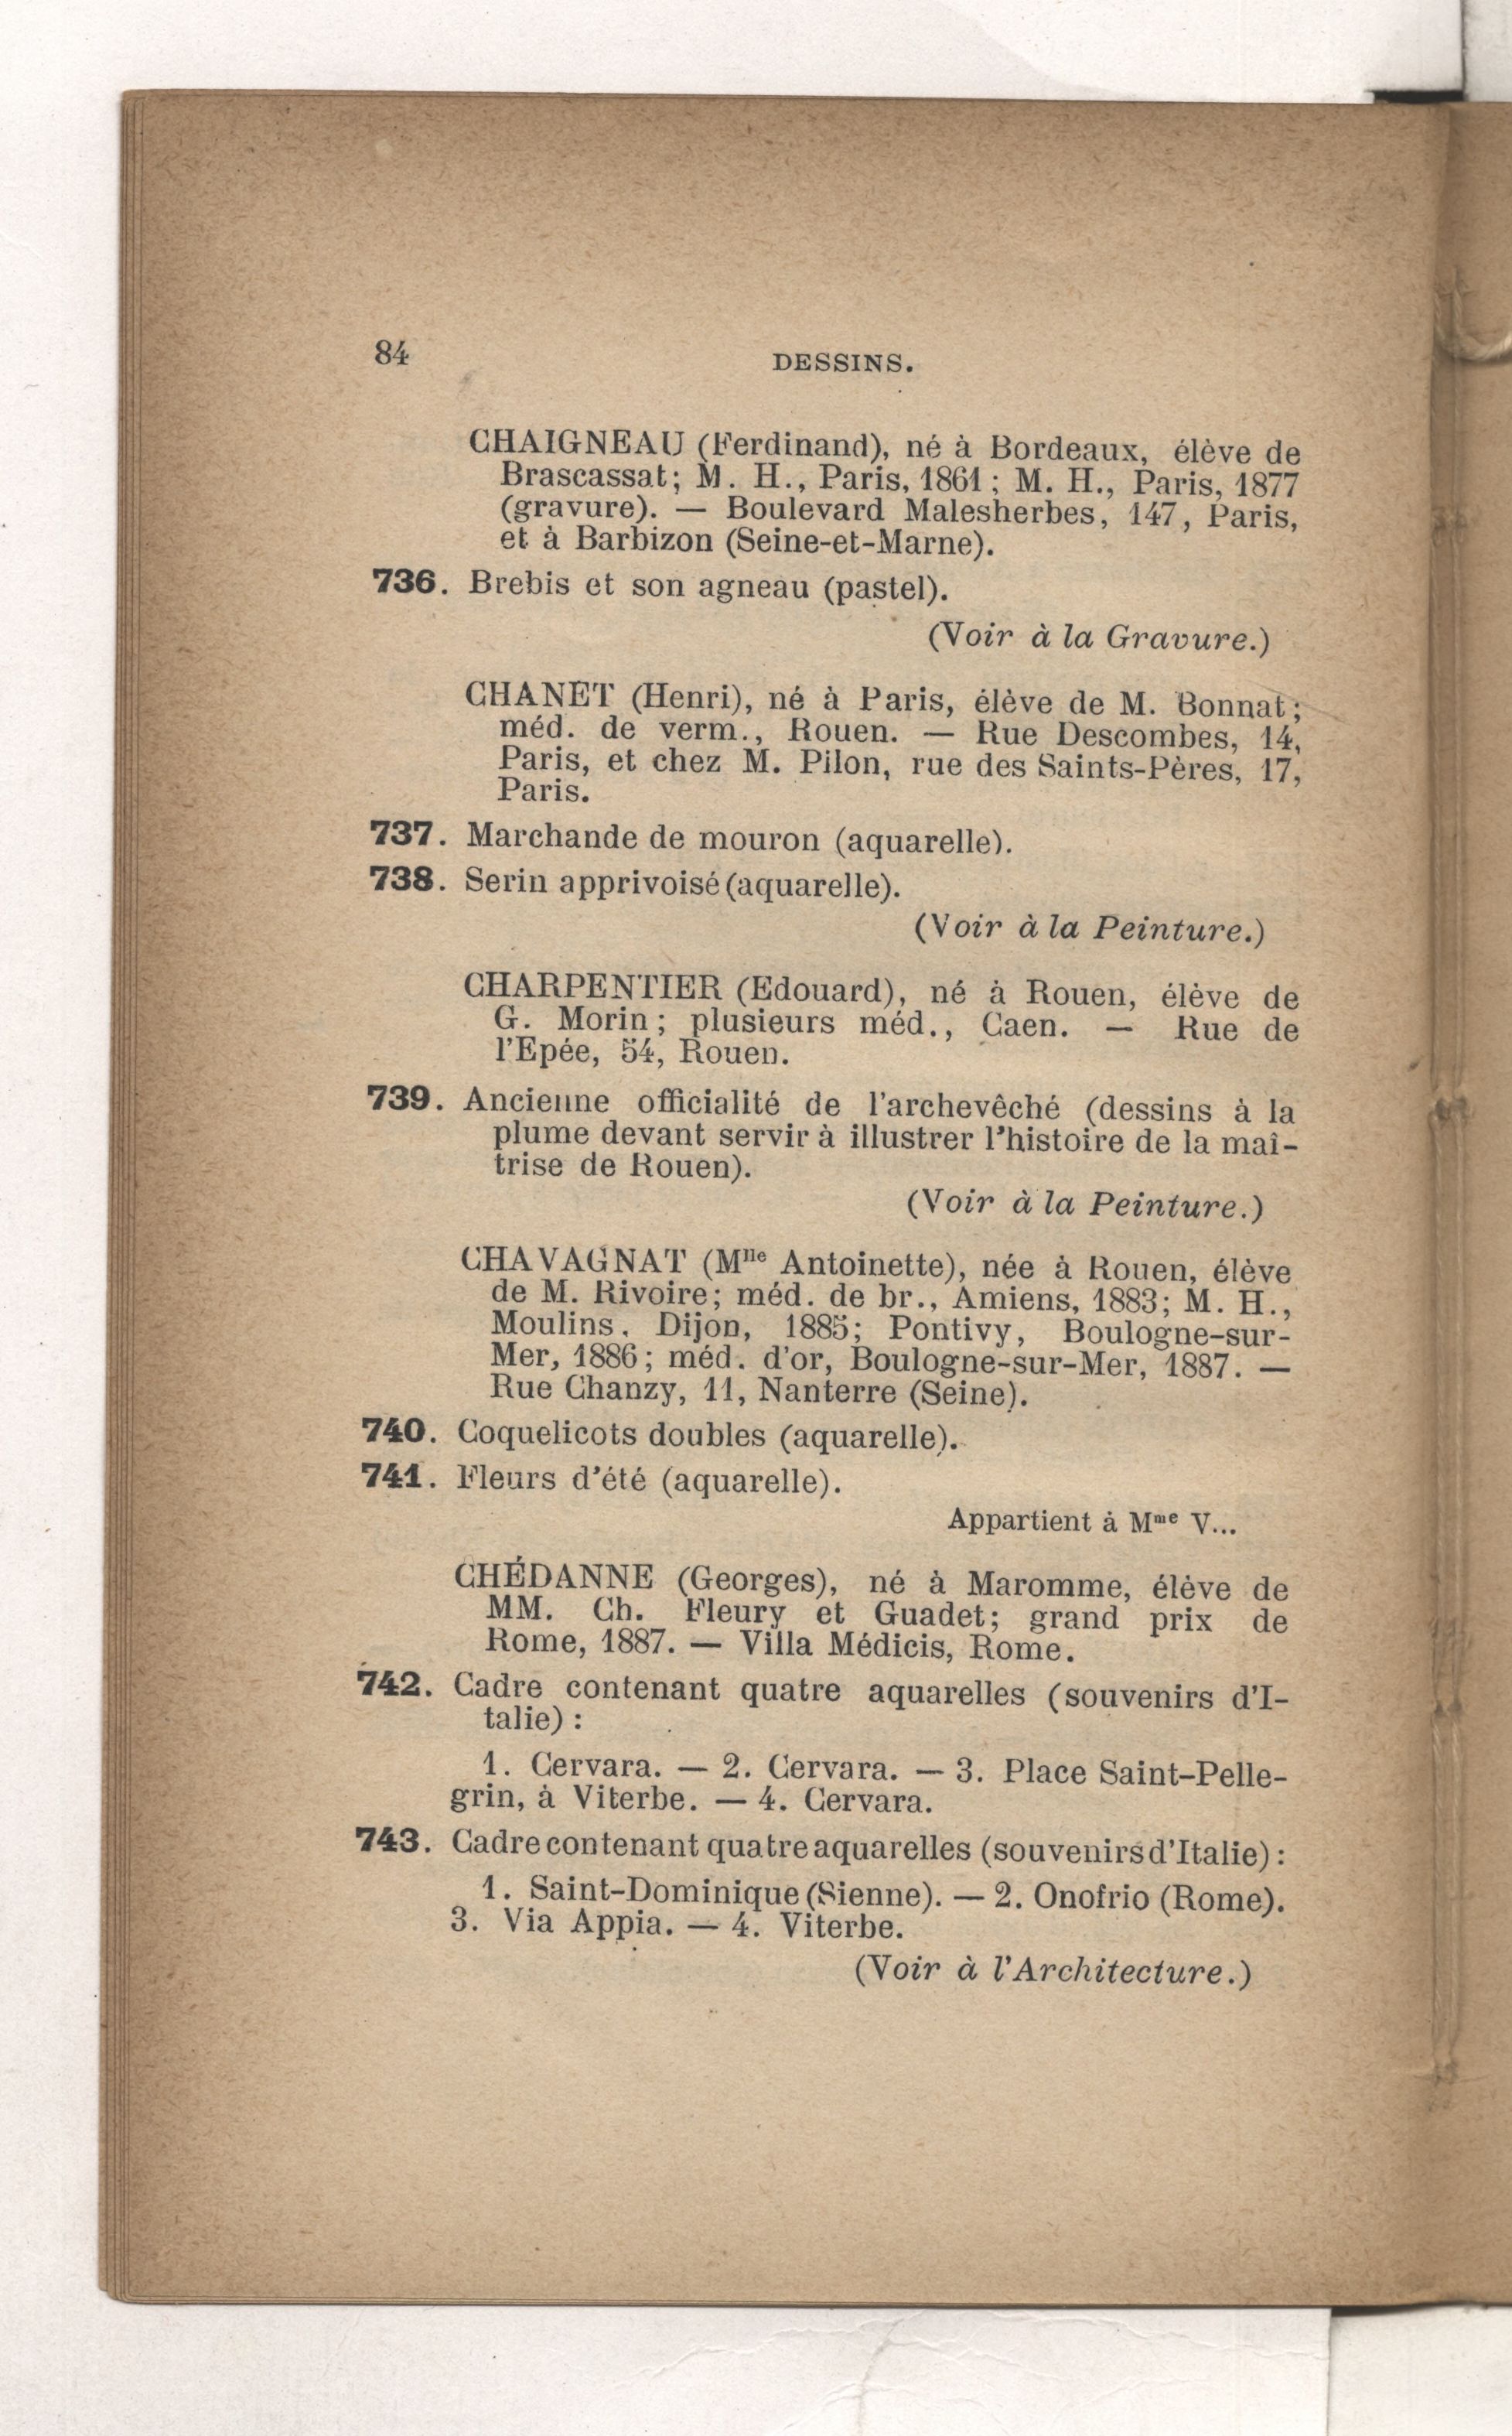 84
DESSINS.
CHAIGNEAU (Ferdinand), né à Bordeaux, élève de
Brascassat; M. H., Paris, 1861; M. H., Paris, 1877
(gravure). — Boulevard Malesherbes, 147, Paris,
et à Barbizon (Seine-et-Marne).
736. Brebis et son agneau (pastel).
(Voir à la Gravure.)
CHANET (Henri), né à Paris, élève de M. Bonnat;
méd. de verm., Rouen. — Rue Descombes, 14,
Paris, et chez M. Pilon, rue des Saints-Pères, 17,
Paris.
737. Marchande de mouron (aquarelle).
738. Serin apprivoisé (aquarelle).
(Voir à la Peinture.)
CHARPENTIER (Edouard), né à Rouen, élève de
G. Morin; plusieurs méd., Caen. — Rue de
l'Epée, 54, Rouen.
739. Ancienne officialité de l'archevêché (dessins à la
plume devant servir à illustrer l'histoire de la maî-
trise de Rouen).
(Voir à la Peinture.)
CHAVAGNAT (Mlle Antoinette), née à Rouen, élève
de M. Rivoire; méd. de br., Amiens, 1883; M. H.,
Moulins, Dijon, 1885; Pontivy, Boulogne-sur-
Mer, 1886; méd. d'or, Boulogne-sur-Mer, 1887. —
Rue Chanzy, 11, Nanterre (Seine).
740. Coquelicots doubles (aquarelle).
741. Fleurs d'été (aquarelle).
Appartient à Mme V...
CHÉDANNE (Georges), né à Maromme, élève de
MM. Ch. Fleury et Guadet; grand prix de
Rome, 1887. — Villa Médicis, Rome.
742. Cadre contenant quatre aquarelles (souvenirs d'I-
talie) :
1. Cervara. — 2. Cervara. — 3. Place Saint-Pelle-
grin, à Viterbe. — 4. Cervara.
743. Cadre contenant quatre aquarelles (souvenirs d'Italie) :
1. Saint-Dominique (Sienne). — 2. Onofrio (Rome).
3. Via Appia. — 4. Viterbe.
(Voir à l'Architecture.)